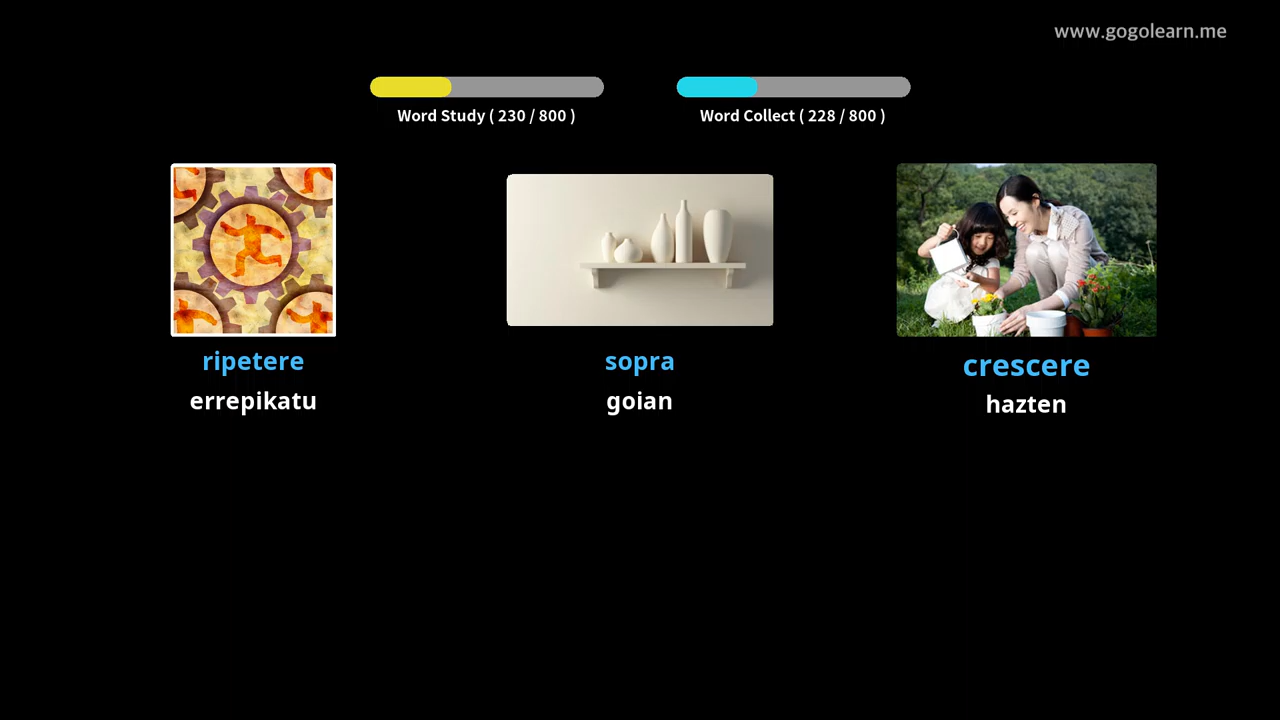 www.gogolearn.me
Word Study ( 230 / 800 )
Word Collect ( 228 / 800 )
ripetere
errepikatu
sopra
goian
crescere
hazten